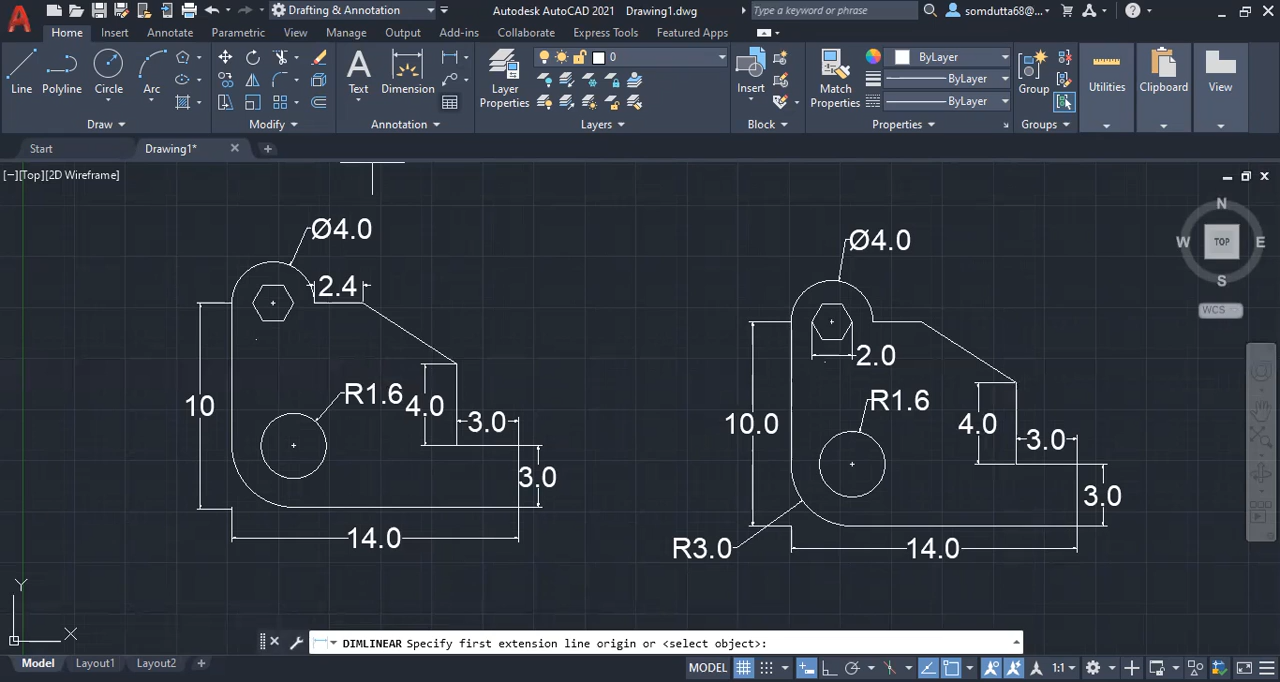 Drafting & Annotation
Autodesk AutoCAD 2021 Drawing1.dwg
Type a keyword or phrase
somdutta68@...
Home Insert Annotate Parametric View Manage Output Add-ins Collaborate Express Tools Featured Apps
Line Polyline Circle Arc
Draw
Modify
Text Dimension
Annotation
Layer Properties
0
Layers
Insert
Block
Match Properties
ByLayer
ByLayer
ByLayer
Properties
Group
Groups
Utilities
Clipboard
View
Start Drawing1*
[−][Top][2D Wireframe]
N
W TOP E
S
WCS
Ø4.0
2.4
10
R1.6
4.0
3.0
3.0
14.0
Ø4.0
2.0
R1.6
10.0
4.0
3.0
3.0
R3.0
14.0
Y
X
DIMLINEAR Specify first extension line origin or <select object>:
Model Layout1 Layout2
MODEL
1:1